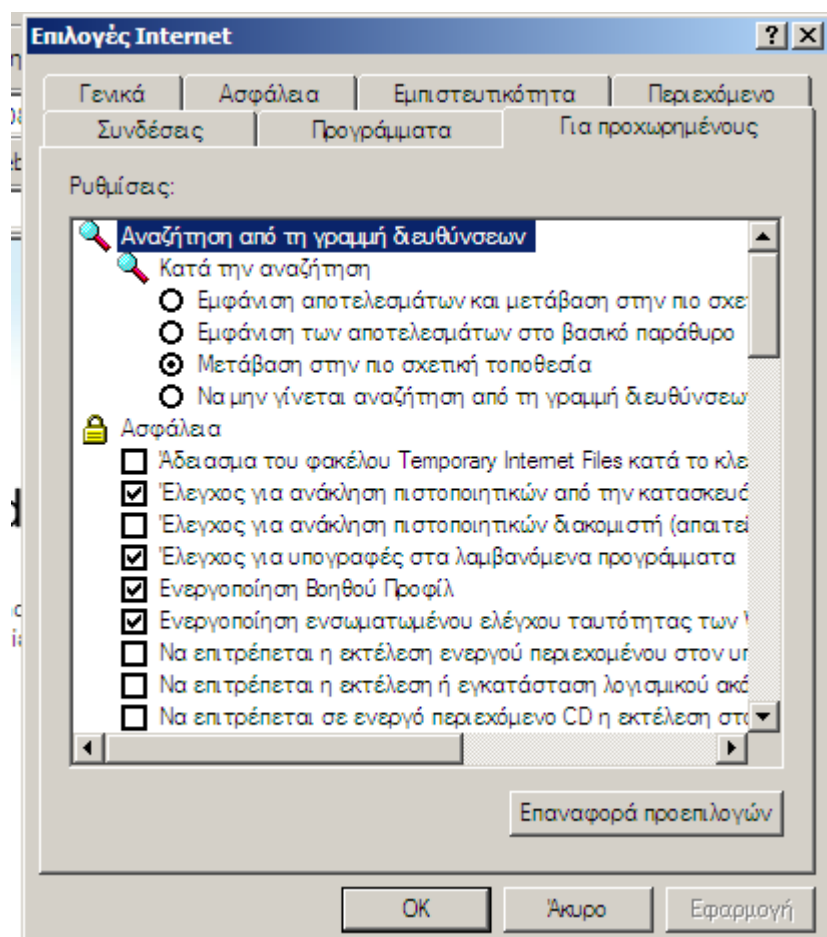 Επιλογές Internet
Γενικά Ασφάλεια Εμπιστευτικότητα Περιεχόμενο
Συνδέσεις Προγράμματα Για προχωρημένους
Ρυθμίσεις:
Αναζήτηση από τη γραμμή διευθύνσεων
Κατά την αναζήτηση
Εμφάνιση αποτελεσμάτων και μετάβαση στην πιο
Εμφάνιση των αποτελεσμάτων στο βασικό παράθυρο
Μετάβαση στην πιο σχετική τοποθεσία
Να μην γίνεται αναζήτηση από τη γραμμή διευθύνσεω
Ασφάλεια
Άδειασμα του φακέλου Temporary Internet Files κατά το κλε
Έλεγχος για ανάκληση πιστοποιητικών από την κατασκευά
Έλεγχος για ανάκληση πιστοποιητικών διακομιστή (απαιτεί
Έλεγχος για υπογραφές στα λαμβανόμενα προγράμματα
Ενεργοποίηση Βοηθού Προφίλ
Ενεργοποίηση ενσωματωμένου ελέγχου ταυτότητας των
Να επιτρέπεται η εκτέλεση ενεργού περιεχομένου στον υπ
Να επιτρέπεται η εκτέλεση ή εγκατάσταση λογισμικού ακό
Να επιτρέπεται σε ενεργό περιεχόμενο CD η εκτέλεση στο
Επαναφορά προεπιλογών
OK Άκυρο Εφαρμογή